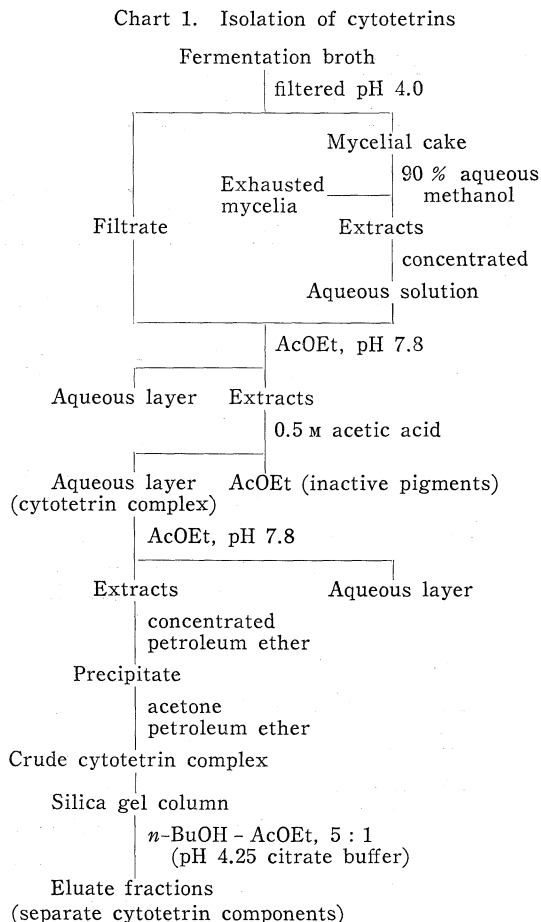 Chart 1. Isolation of cytotetrins
Fermentation broth
filtered pH 4.0
Mycelial cake
90 % aqueous
methanol
Exhausted
mycelia
Filtrate
Extracts
concentrated
Aqueous solution
AcOEt, pH 7.8
Aqueous layer
Extracts
0.5 M acetic acid
Aqueous layer
(cytotetrin complex)
AcOEt (inactive pigments)
AcOEt, pH 7.8
Extracts
Aqueous layer
concentrated
petroleum ether
Precipitate
acetone
petroleum ether
Crude cytotetrin complex
Silica gel column
n-BuOH – AcOEt, 5 : 1
(pH 4.25 citrate buffer)
Eluate fractions
(separate cytotetrin components)